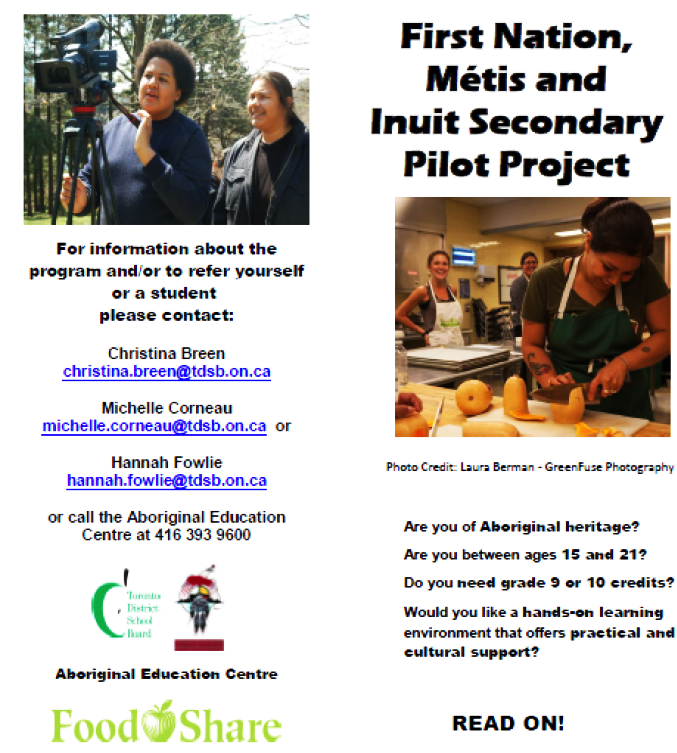 For information about the
program and/or to refer yourself
or a student
please contact:
Christina Breen
christina.breen@tdsb.on.ca
Michelle Corneau
michelle.corneau@tdsb.on.ca or
Hannah Fowlie
hannah.fowlie@tdsb.on.ca
or call the Aboriginal Education
Centre at 416 393 9600
Toronto
District
School
Board
Aboriginal Education Centre
FoodShare
First Nation,
Métis and
Inuit Secondary
Pilot Project
Photo Credit: Laura Berman - GreenFuse Photography
Are you of Aboriginal heritage?
Are you between ages 15 and 21?
Do you need grade 9 or 10 credits?
Would you like a hands-on learning
environment that offers practical and
cultural support?
READ ON!